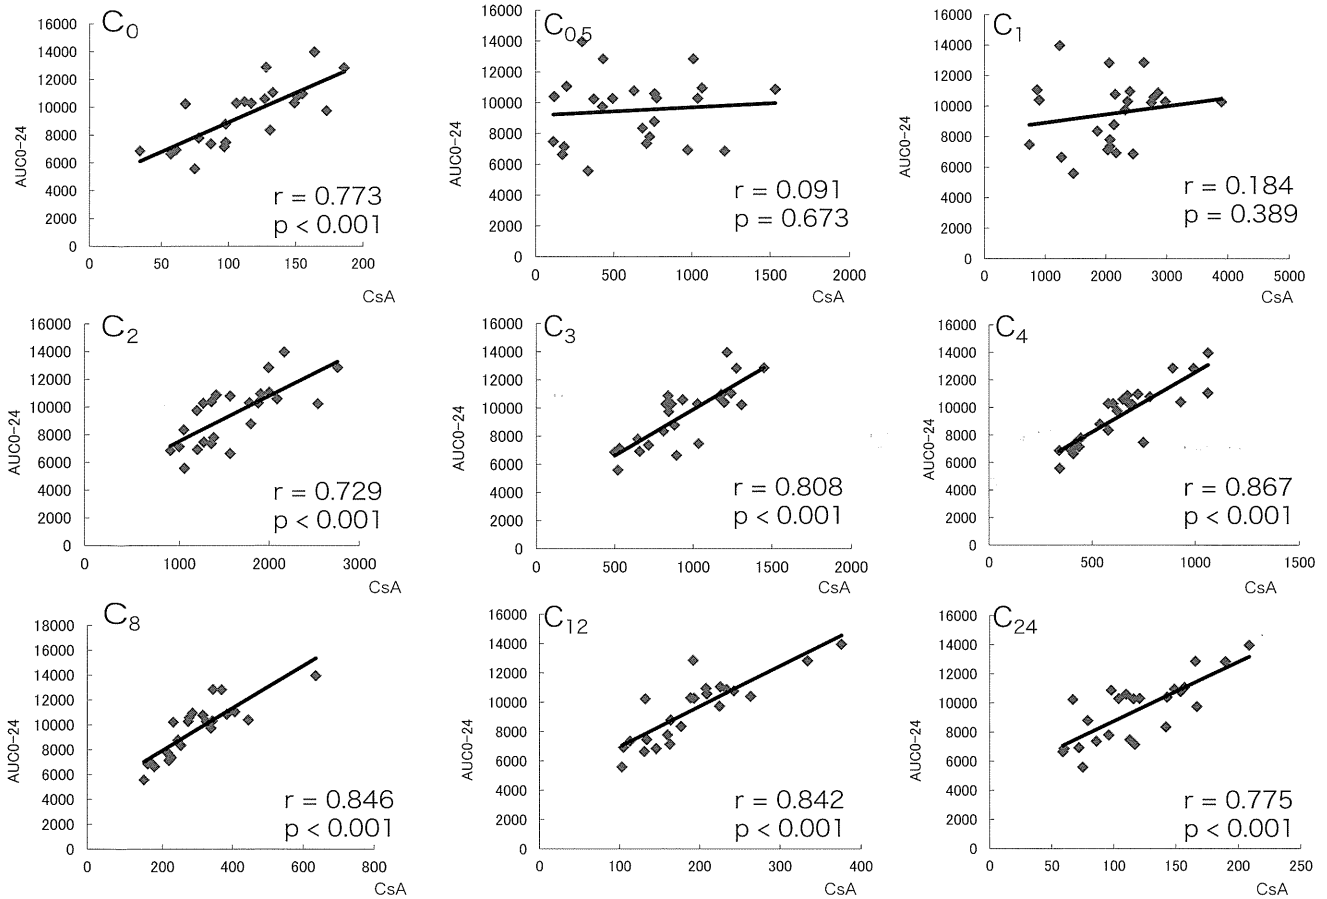 C0
16000
14000
12000
10000
8000
6000
4000
2000
0
AUC0-24
0 50 100 150 200
CsA
r = 0.773
p < 0.001
C0.5
16000
14000
12000
10000
8000
6000
4000
2000
0
AUC0-24
0 500 1000 1500 2000
r = 0.091
p = 0.673
C1
16000
14000
12000
10000
8000
6000
4000
2000
0
AUC0-24
0 1000 2000 3000 4000 5000
CsA
r = 0.184
p = 0.389
C2
16000
14000
12000
10000
8000
6000
4000
2000
0
AUC0-24
0 1000 2000 3000
CsA
r = 0.729
p < 0.001
C3
16000
14000
12000
10000
8000
6000
4000
2000
0
AUC0-24
0 500 1000 1500 2000
CsA
r = 0.808
p < 0.001
C4
16000
14000
12000
10000
8000
6000
4000
2000
0
AUC0-24
0 500 1000 1500
CsA
r = 0.867
p < 0.001
C8
18000
16000
14000
12000
10000
8000
6000
4000
2000
0
AUC0-24
0 200 400 600 800
CsA
r = 0.846
p < 0.001
C12
16000
14000
12000
10000
8000
6000
4000
2000
0
AUC0-24
0 100 200 300 400
CsA
r = 0.842
p < 0.001
C24
16000
14000
12000
10000
8000
6000
4000
2000
0
AUC0-24
0 50 100 150 200 250
CsA
r = 0.775
p < 0.001